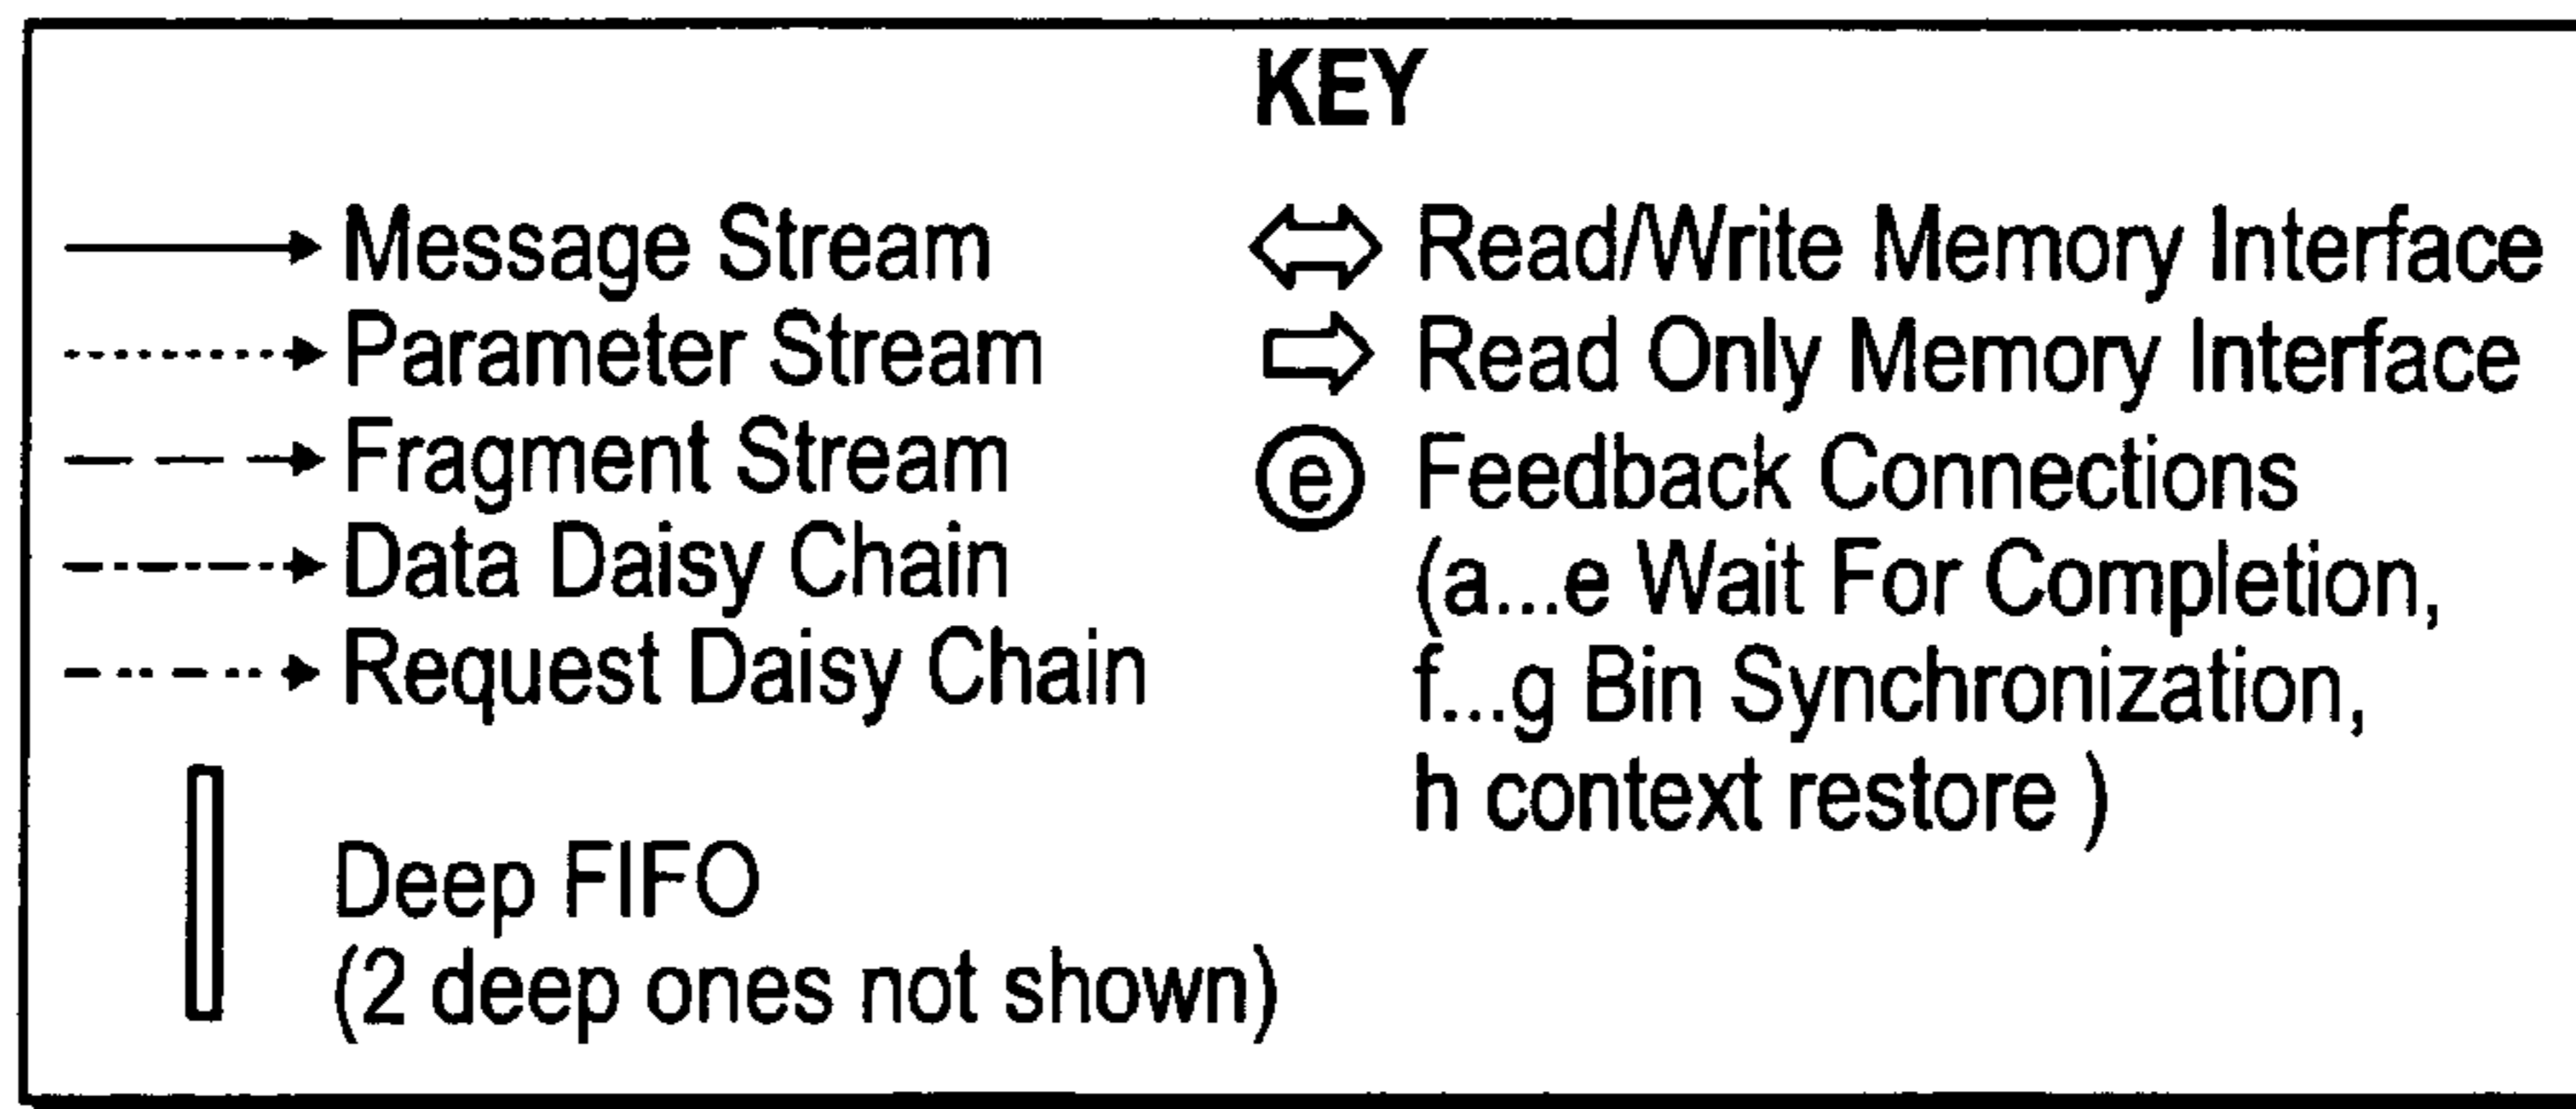 KEY
Message Stream
Parameter Stream
Fragment Stream
Data Daisy Chain
Request Daisy Chain
Deep FIFO
(2 deep ones not shown)
Read/Write Memory Interface
Read Only Memory Interface
e Feedback Connections
(a...e Wait For Completion,
f...g Bin Synchronization,
h context restore )